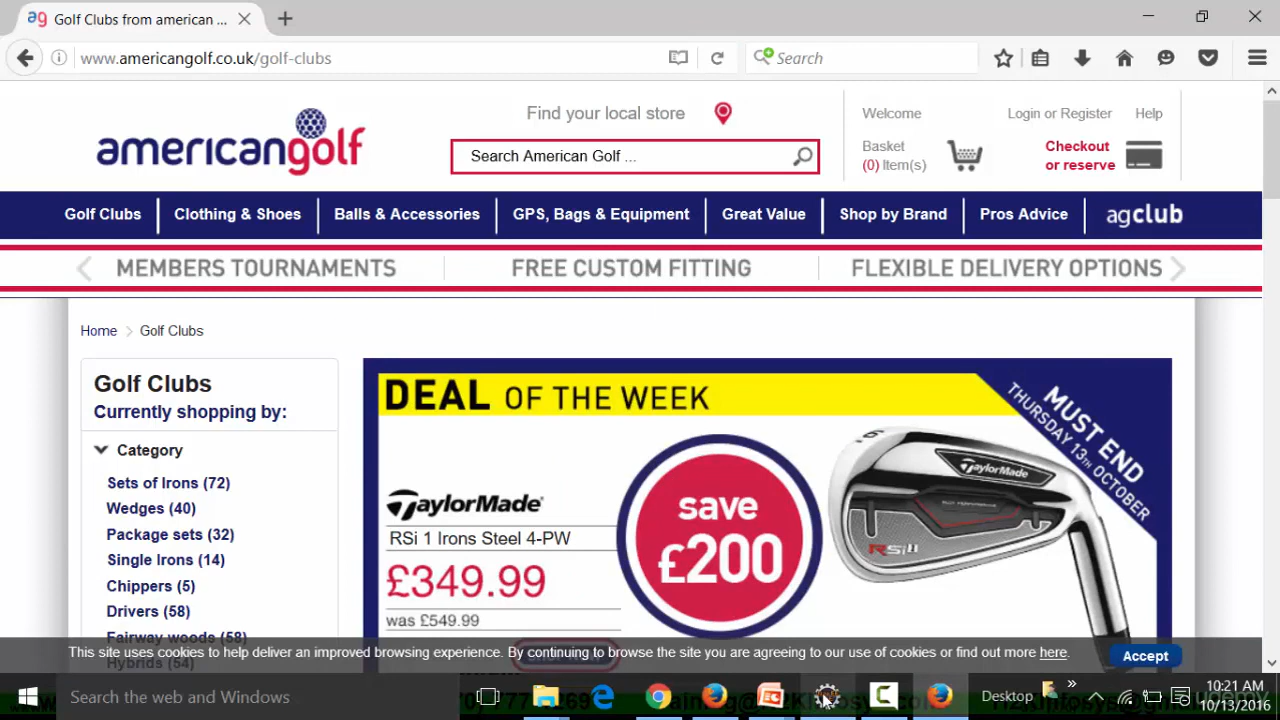 Golf Clubs from american ...
www.americangolf.co.uk/golf-clubs
Search
americangolf
Find your local store
Search American Golf ...
Welcome
Login or Register
Help
Basket
(0) Item(s)
Checkout
or reserve
Golf Clubs
Clothing & Shoes
Balls & Accessories
GPS, Bags & Equipment
Great Value
Shop by Brand
Pros Advice
agclub
MEMBERS TOURNAMENTS
FREE CUSTOM FITTING
FLEXIBLE DELIVERY OPTIONS
Home
Golf Clubs
Golf Clubs
Currently shopping by:
Category
Sets of Irons (72)
Wedges (40)
Package sets (32)
Single Irons (14)
Chippers (5)
Drivers (58)
Fairway woods (58)
Hybrids (54)
DEAL OF THE WEEK
MUST END
THURSDAY 13TH OCTOBER
TaylorMade
RSi 1 Irons Steel 4-PW
£349.99
was £549.99
save
£200
TaylorMade
RSi 1
This site uses cookies to help deliver an improved browsing experience. By continuing to browse the site you are agreeing to our use of cookies or find out more here.
Accept
Search the web and Windows
Desktop
10:21 AM
10/13/2016